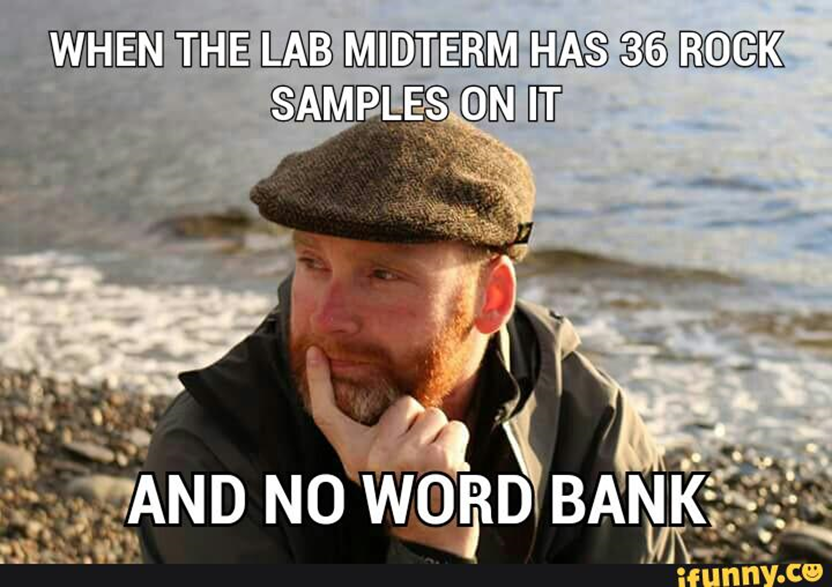 WHEN THE LAB MIDTERM HAS 36 ROCK
SAMPLES ON IT
AND NO WORD BANK
ifunny.co